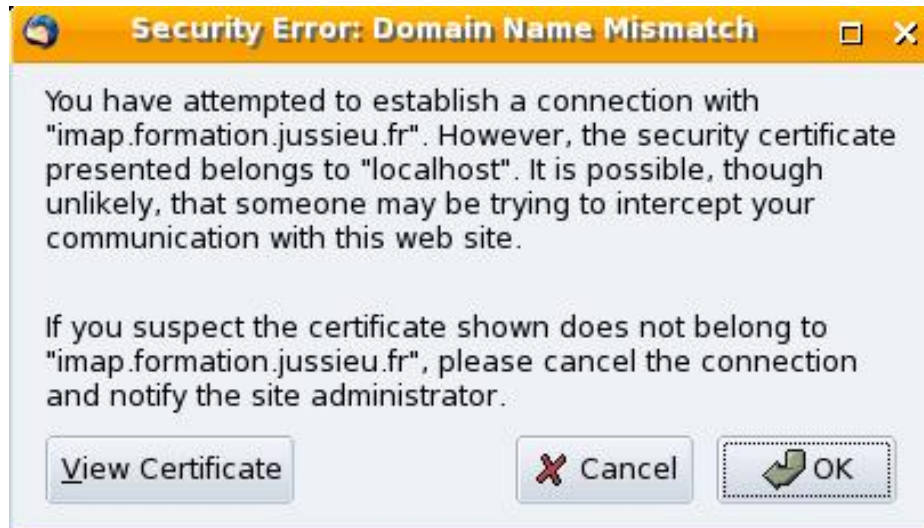 Security Error: Domain Name Mismatch
You have attempted to establish a connection with
"imap.formation.jussieu.fr". However, the security certificate
presented belongs to "localhost". It is possible, though
unlikely, that someone may be trying to intercept your
communication with this web site.
If you suspect the certificate shown does not belong to
"imap.formation.jussieu.fr", please cancel the connection
and notify the site administrator.
View Certificate Cancel OK